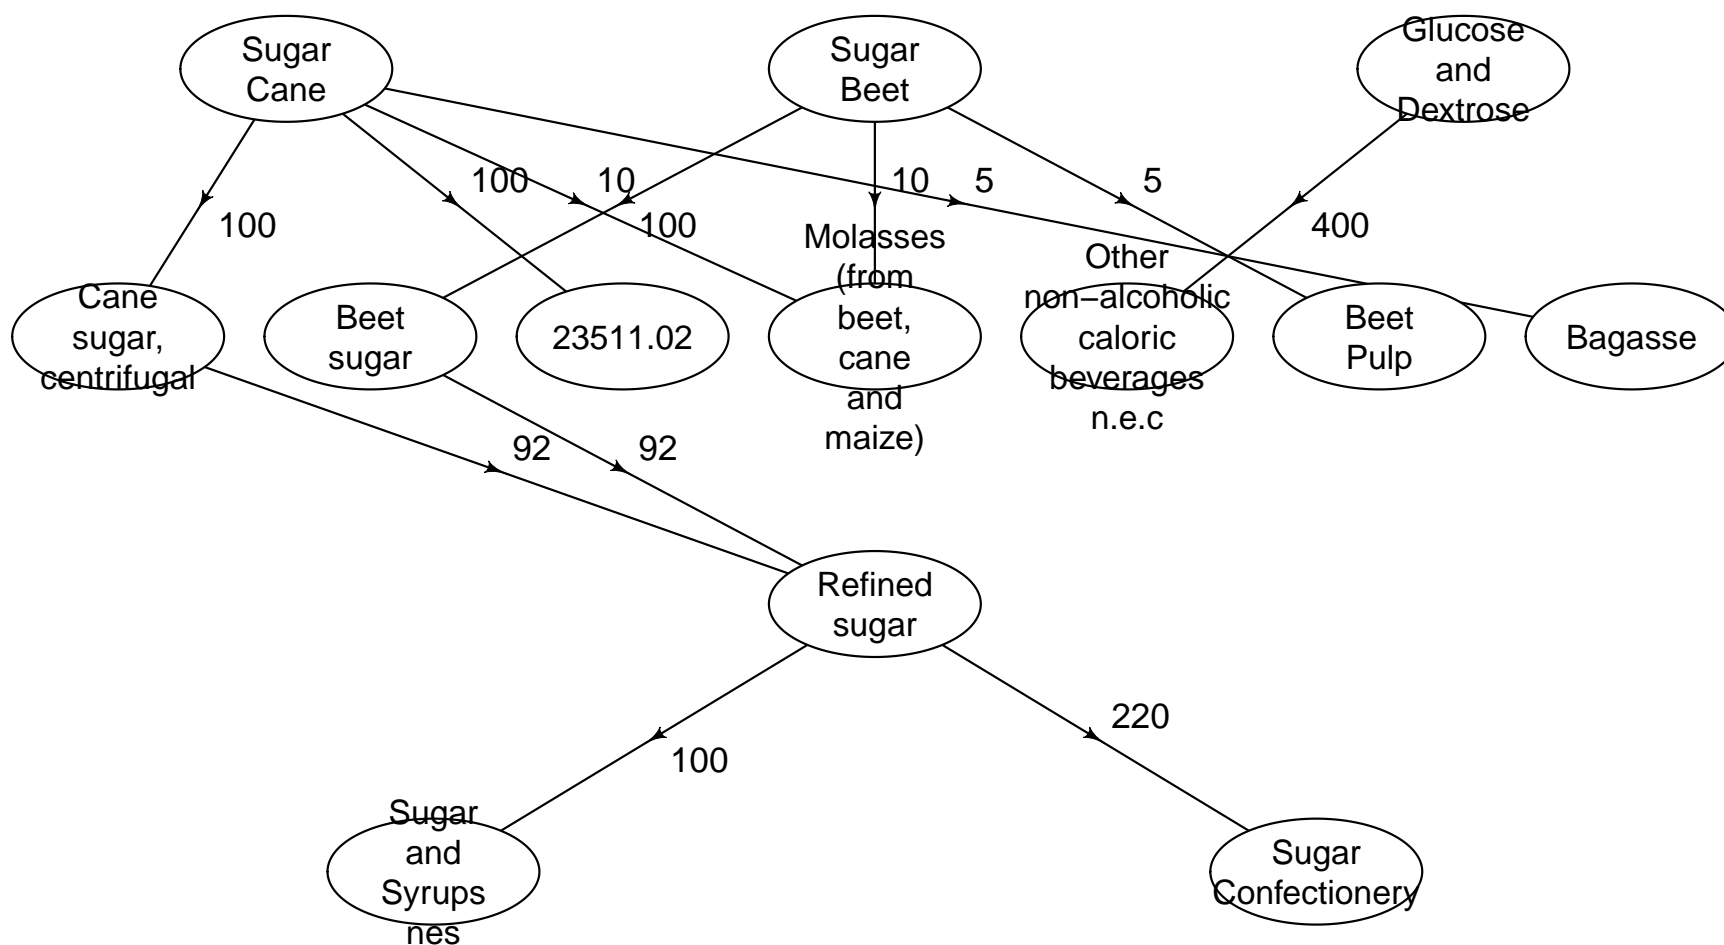 Sugar
Cane
Sugar
Beet
Glucose
and
Dextrose
100
10
10
5
5
100
100
400
Cane
sugar,
centrifugal
Beet
sugar
23511.02
Molasses
(from
beet,
cane
and
maize)
Other
non−alcoholic
caloric
beverages
n.e.c
Beet
Pulp
Bagasse
92
92
Refined
sugar
100
220
Sugar
and
Syrups
nes
Sugar
Confectionery